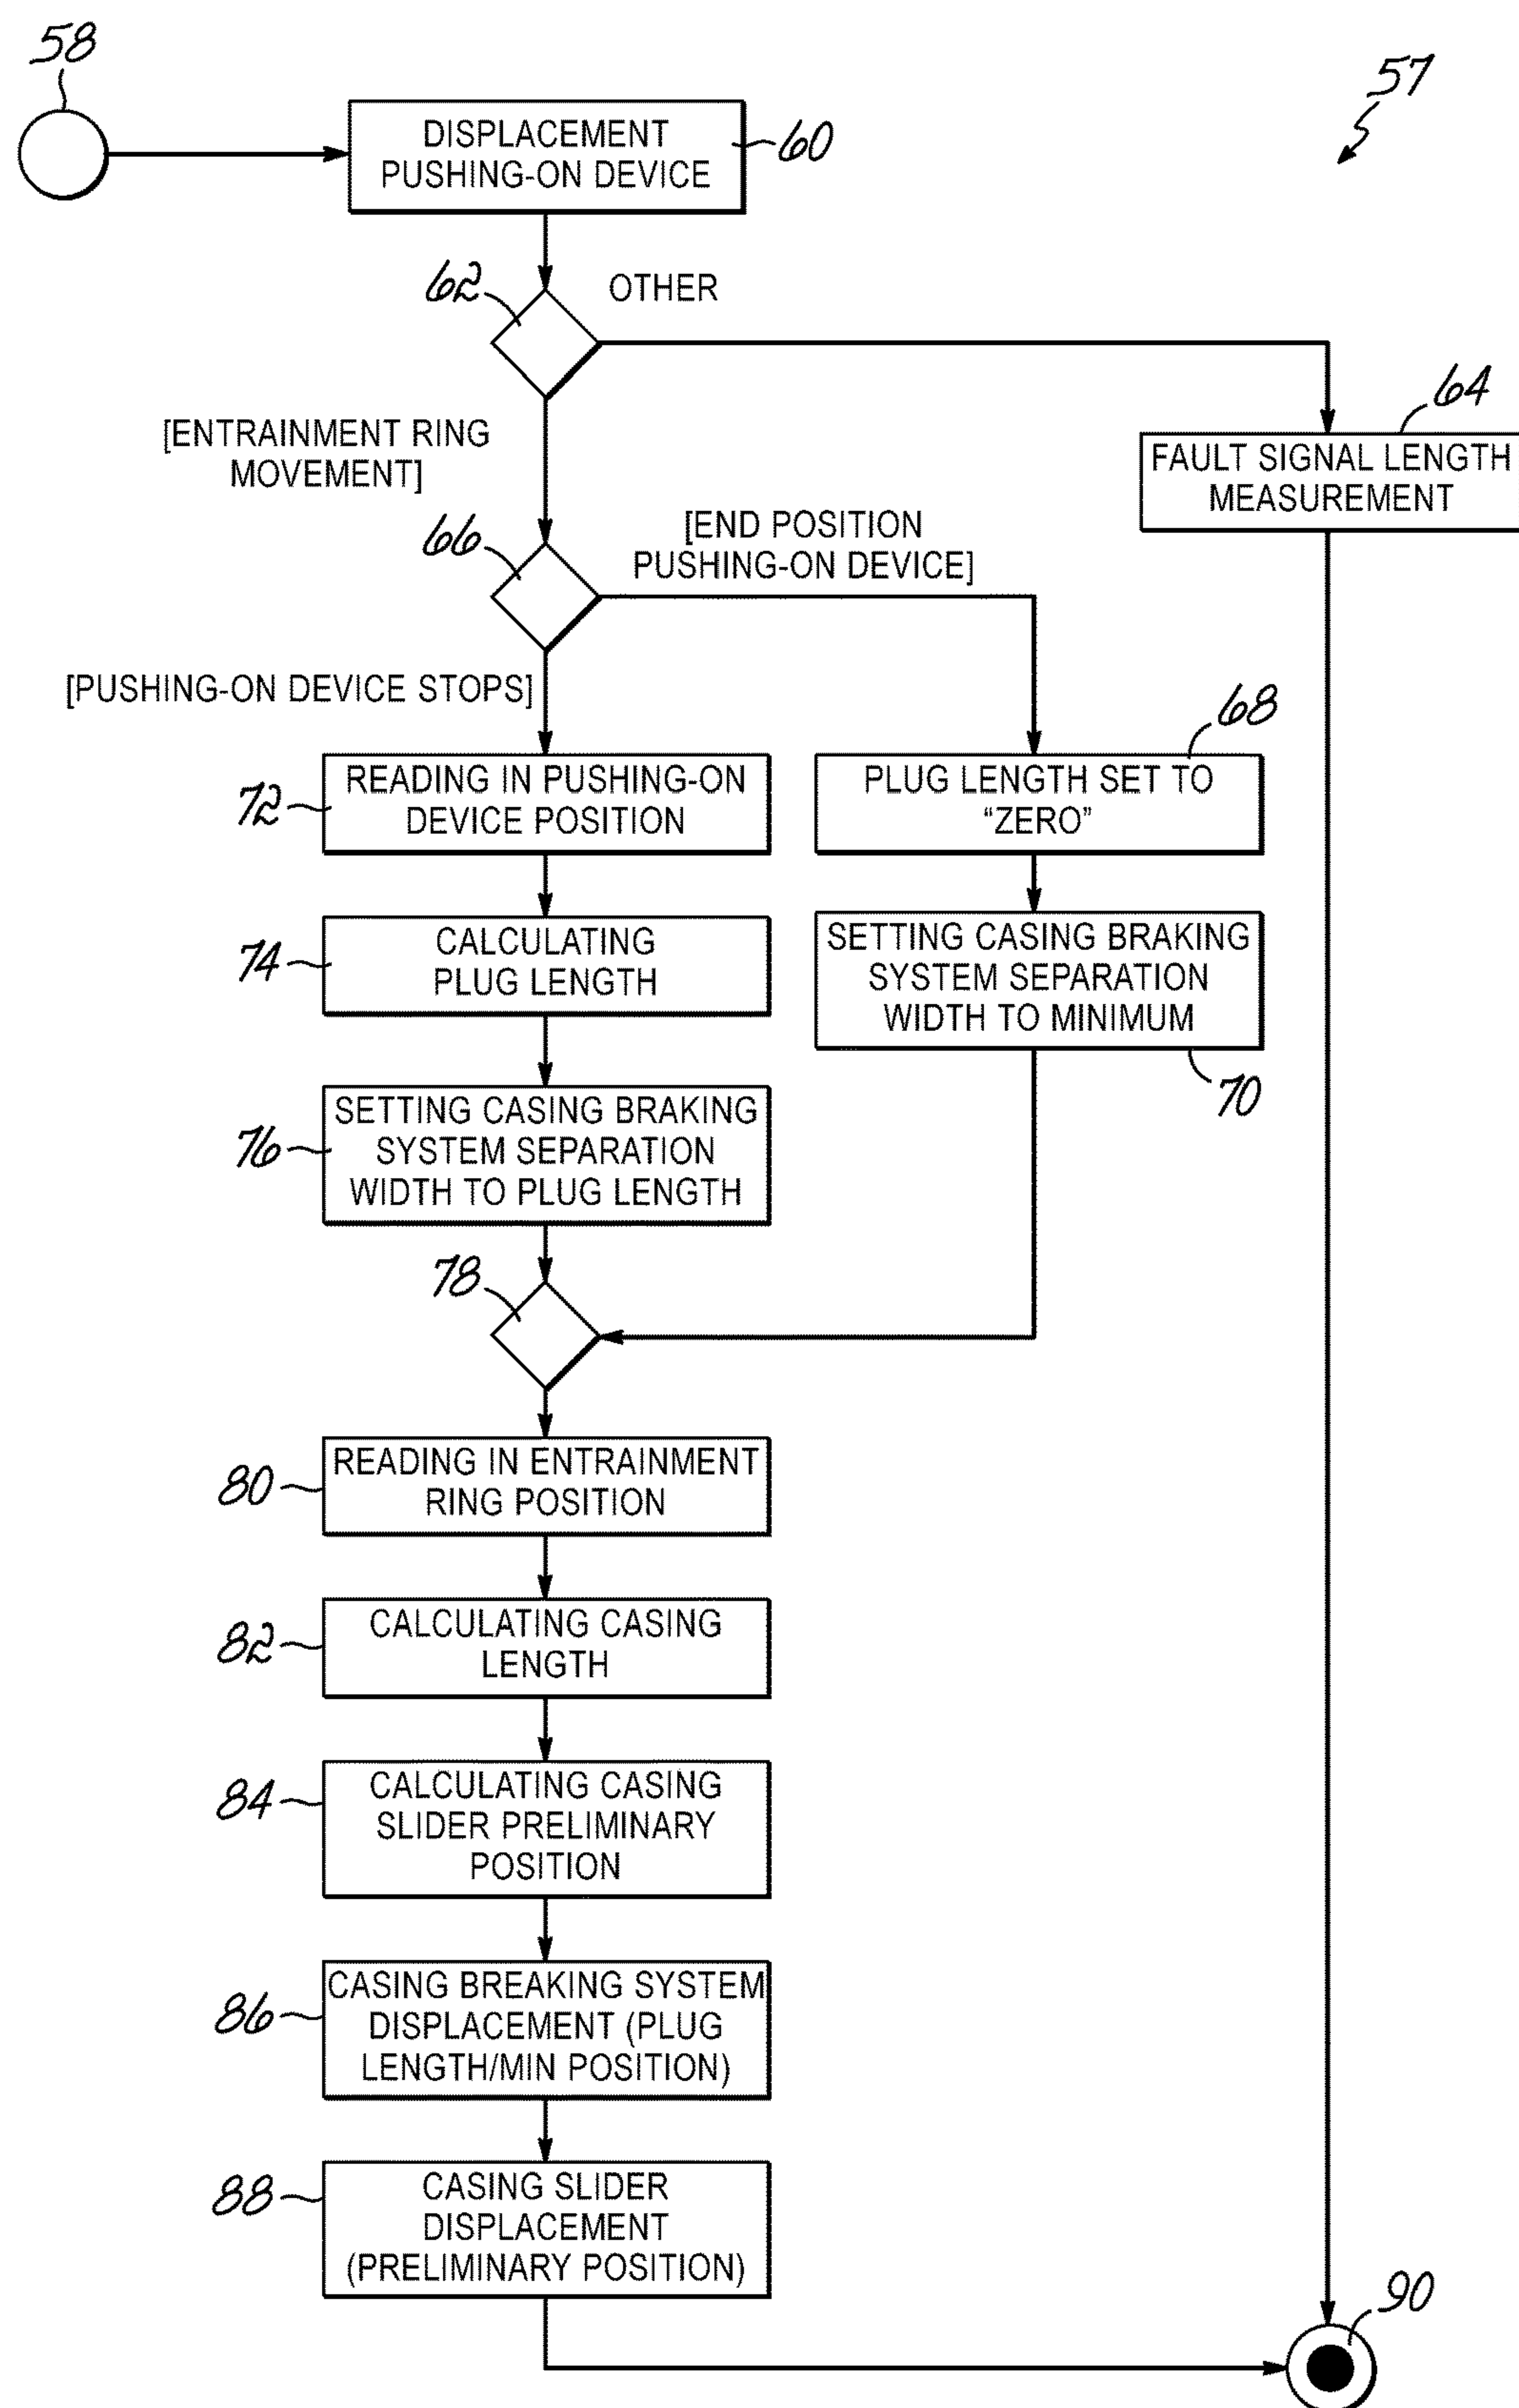 58
57
DISPLACEMENT
PUSHING-ON DEVICE
60
62
OTHER
[ENTRAINMENT RING
MOVEMENT]
64
FAULT SIGNAL LENGTH
MEASUREMENT
66
[END POSITION
PUSHING-ON DEVICE]
[PUSHING-ON DEVICE STOPS]
68
72
READING IN PUSHING-ON
DEVICE POSITION
PLUG LENGTH SET TO
“ZERO”
74
CALCULATING
PLUG LENGTH
SETTING CASING BRAKING
SYSTEM SEPARATION
WIDTH TO MINIMUM
70
76
SETTING CASING BRAKING
SYSTEM SEPARATION
WIDTH TO PLUG LENGTH
78
80
READING IN ENTRAINMENT
RING POSITION
82
CALCULATING CASING
LENGTH
84
CALCULATING CASING
SLIDER PRELIMINARY
POSITION
86
CASING BREAKING SYSTEM
DISPLACEMENT (PLUG
LENGTH/MIN POSITION)
88
CASING SLIDER
DISPLACEMENT
(PRELIMINARY POSITION)
90